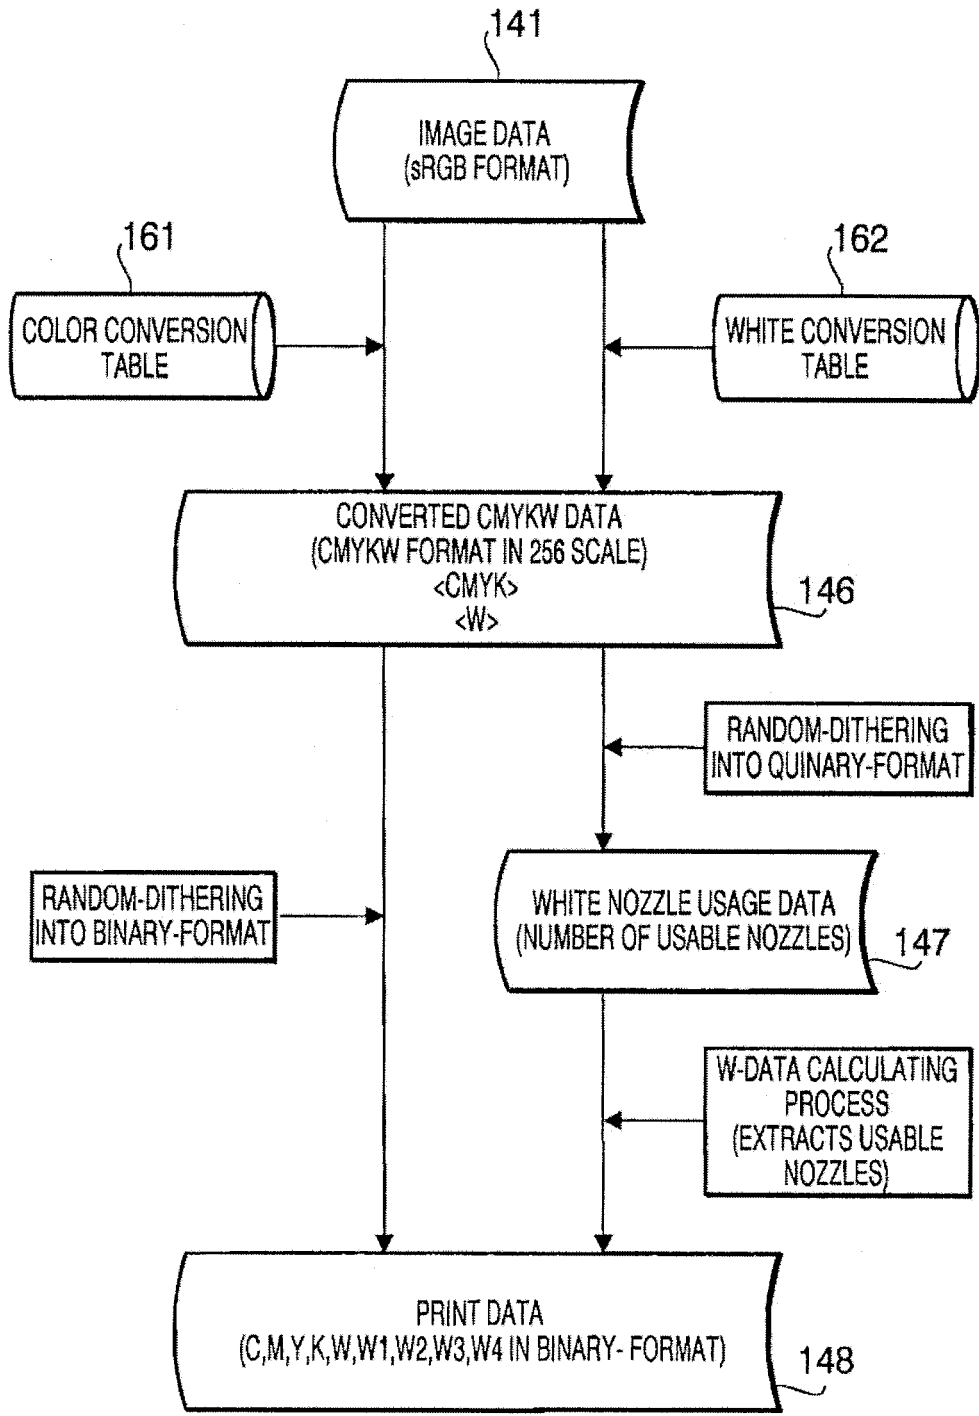 141
IMAGE DATA
(sRGB FORMAT)
161
COLOR CONVERSION
TABLE
162
WHITE CONVERSION
TABLE
CONVERTED CMYKW DATA
(CMYKW FORMAT IN 256 SCALE)
<CMYK>
<W>
146
RANDOM-DITHERING
INTO QUINARY-FORMAT
RANDOM-DITHERING
INTO BINARY-FORMAT
WHITE NOZZLE USAGE DATA
(NUMBER OF USABLE NOZZLES)
147
W-DATA CALCULATING
PROCESS
(EXTRACTS USABLE
NOZZLES)
PRINT DATA
(C,M,Y,K,W,W1,W2,W3,W4 IN BINARY- FORMAT)
148